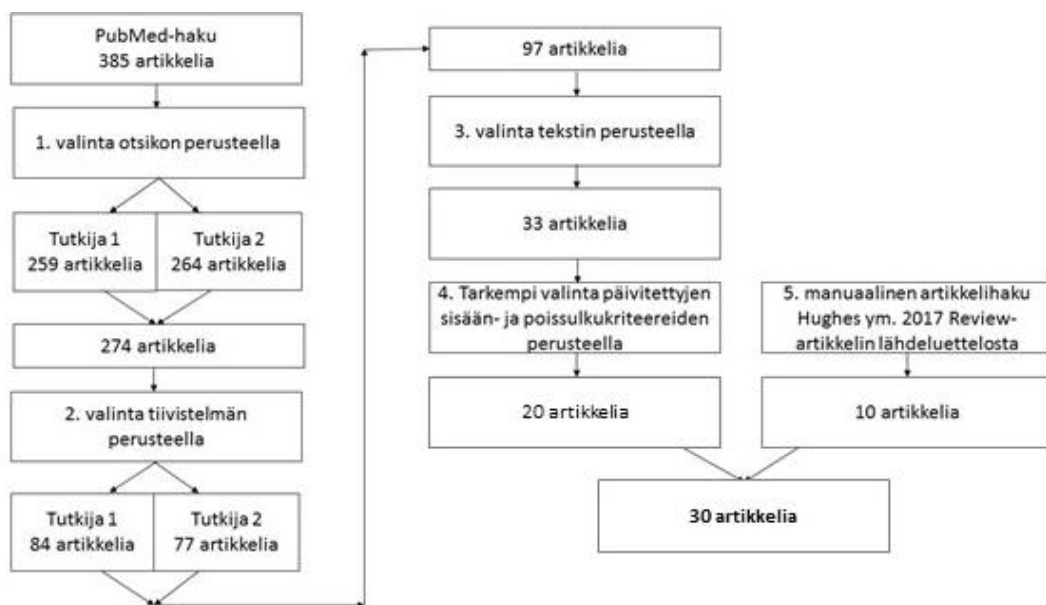 PubMed-haku
385 artikkelia
1. valinta otsikon perusteella
Tutkija 1
259 artikkelia
Tutkija 2
264 artikkelia
274 artikkelia
2. valinta tiivistelmän
perusteella
Tutkija 1
84 artikkelia
Tutkija 2
77 artikkelia
97 artikkelia
3. valinta tekstin perusteella
33 artikkelia
4. Tarkempi valinta päivitettyjen
sisään- ja poissulkukriteereiden
perusteella
20 artikkelia
5. manuaalinen artikkelihaku
Hughes ym. 2017 Review-
artikkelin lähdeluettelosta
10 artikkelia
30 artikkelia